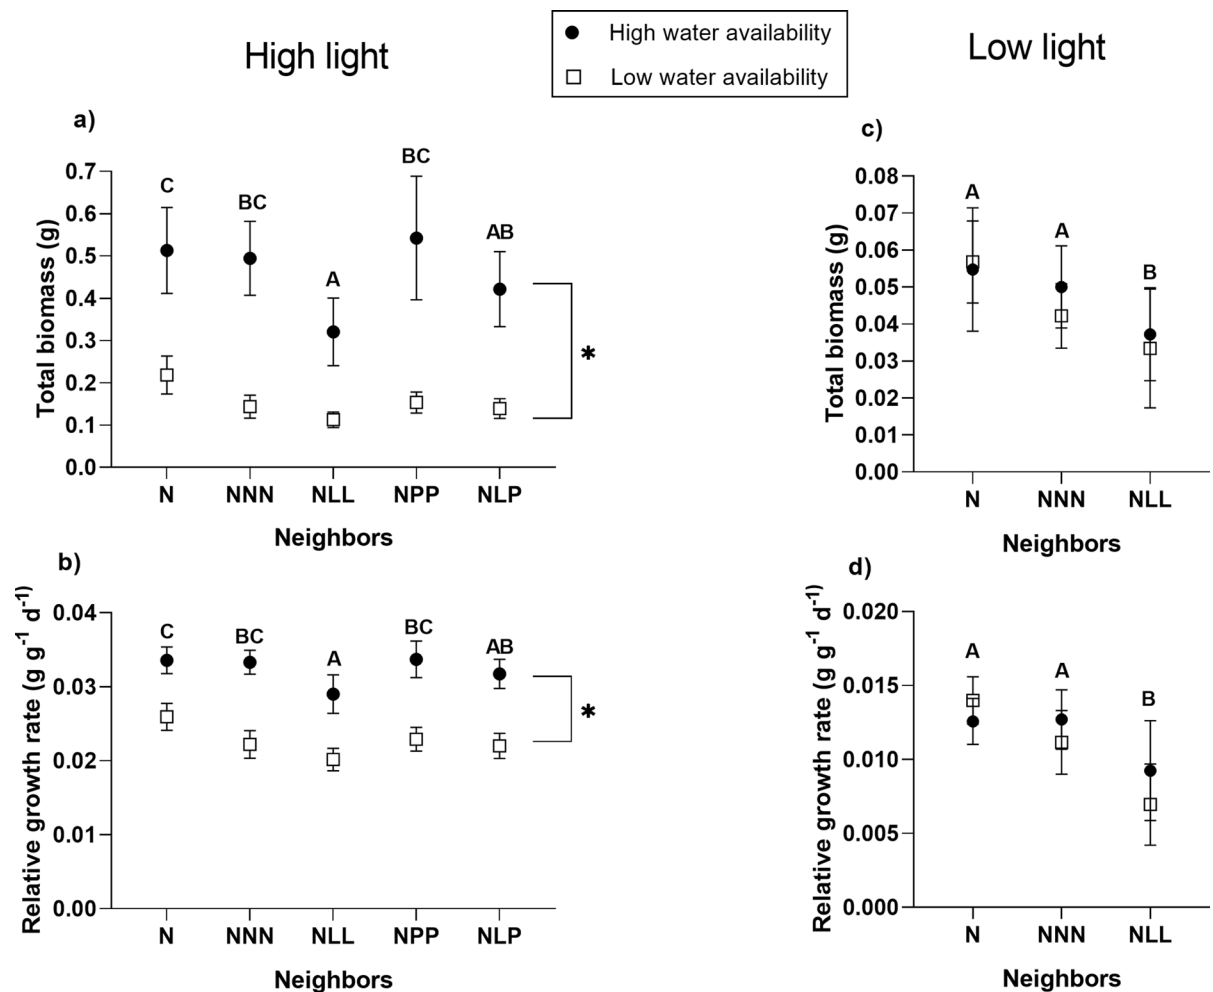 High light
High water availability
Low water availability
Low light
a)
Total biomass (g)
0.7
0.6
0.5
0.4
0.3
0.2
0.1
0.0
C
BC
A
BC
AB
*
N NNN NLL NPP NLP
Neighbors
c)
Total biomass (g)
0.08
0.07
0.06
0.05
0.04
0.03
0.02
0.01
0.00
A
A
B
N NNN NLL
Neighbors
b)
Relative growth rate (g g⁻¹ d⁻¹)
0.04
0.03
0.02
0.01
0.00
C
BC
A
BC
AB
*
N NNN NLL NPP NLP
Neighbors
d)
Relative growth rate (g g⁻¹ d⁻¹)
0.020
0.015
0.010
0.005
0.000
A
A
B
N NNN NLL
Neighbors